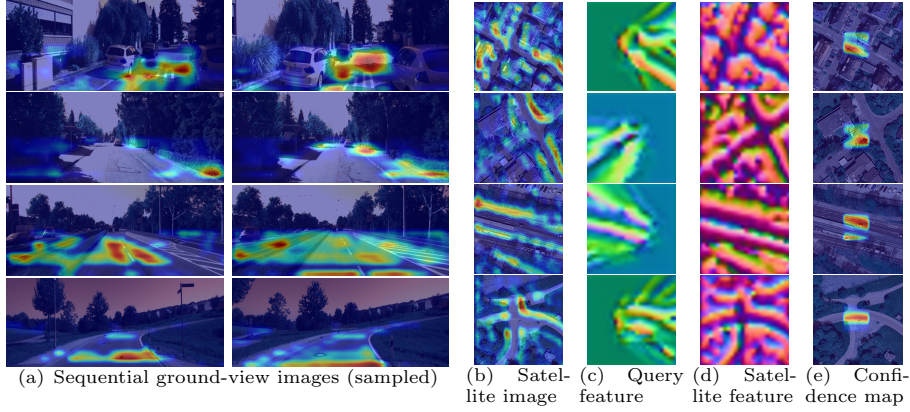 (a) Sequential ground-view images (sampled)
(b) Satel-
lite image
(c) Query
feature
(d) Satel-
lite feature
(e) Confi-
dence map